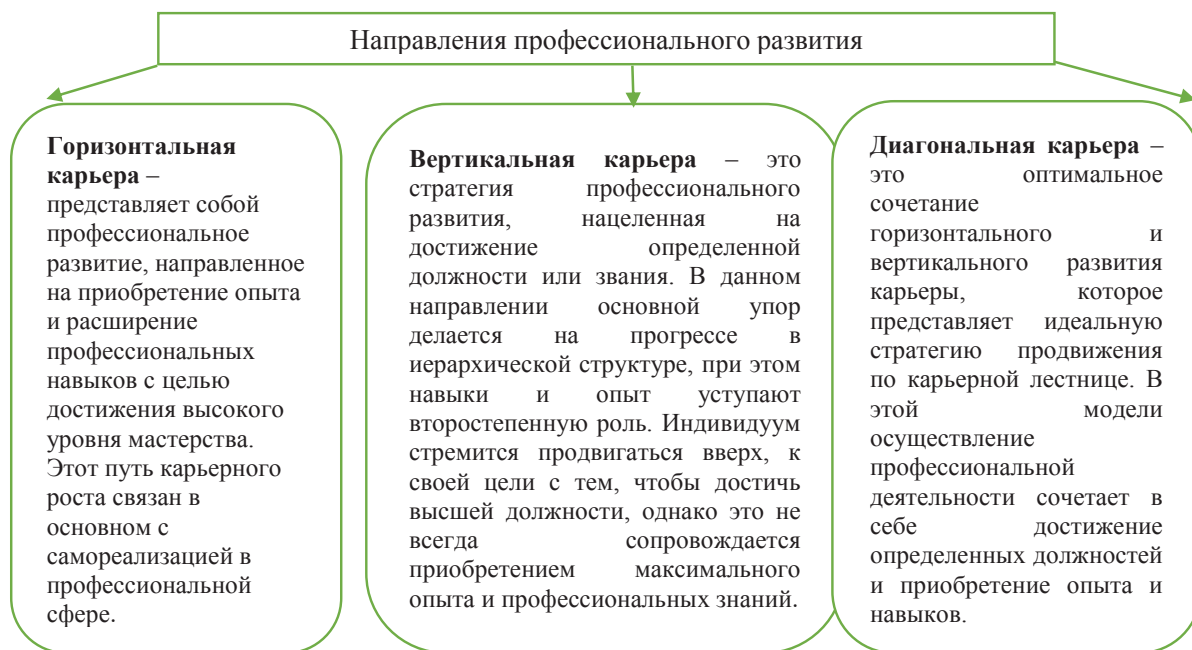 Направления профессионального развития
Горизонтальная
карьера –
представляет собой
профессиональное
развитие, направленное
на приобретение опыта
и расширение
профессиональных
навыков с целью
достижения высокого
уровня мастерства.
Этот путь карьерного
роста связан в
основном с
самореализацией в
профессиональной
сфере.
Вертикальная карьера – это
стратегия профессионального
развития, нацеленная на
достижение определенной
должности или звания. В данном
направлении основной упор
делается на прогрессе в
иерархической структуре, при этом
навыки и опыт уступают
второстепенную роль. Индивидуум
стремится продвигаться вверх, к
своей цели с тем, чтобы достичь
высшей должности, однако это не
всегда сопровождается
приобретением максимального
опыта и профессиональных знаний.
Диагональная карьера –
это оптимальное
сочетание
горизонтального и
вертикального развития
карьеры, которое
представляет идеальную
стратегию продвижения
по карьерной лестнице. В
этой модели
осуществление
профессиональной
деятельности сочетает в
себе достижение
определенных должностей
и приобретение опыта и
навыков.